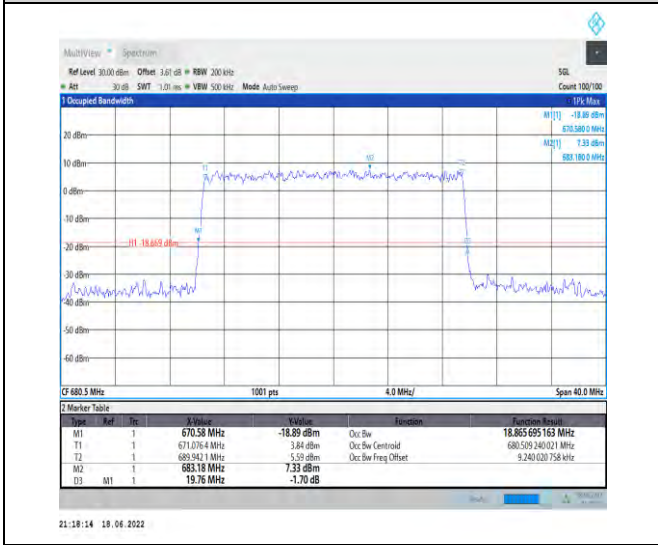 MultiView Spectrum
Ref Level 30.00 dBm Offset 3.61 dB RBW 200 kHz SGL
Att 30 dB SWT 1.01 ms VBW 500 kHz Mode Auto Sweep Count 100/100
1 Occupied Bandwidth 1Pk Max
M1[1] -18.89 dBm
670.5800 MHz
M2[1] 7.33 dBm
683.1800 MHz
20 dBm
10 dBm
M2
T1
0 dBm
-10 dBm
M1
H1 -18.669 dBm
-20 dBm
-30 dBm
-40 dBm
-50 dBm
-60 dBm
CF 680.5 MHz 1001 pts 4.0 MHz/ Span 40.0 MHz
2 Marker Table
Type Ref Trc X-Value Y-Value Function Function Result
M1 1 670.58 MHz -18.89 dBm Occ Bw 18.865 695 163 MHz
T1 1 671.076 4 MHz 3.84 dBm Occ Bw Centroid 680.509 240 021 MHz
T2 1 689.942 1 MHz 5.59 dBm Occ Bw Freq Offset 9.240 020 758 kHz
M2 1 683.18 MHz 7.33 dBm
D3 M1 1 19.76 MHz -1.70 dB
21:18:14 18.06.2022